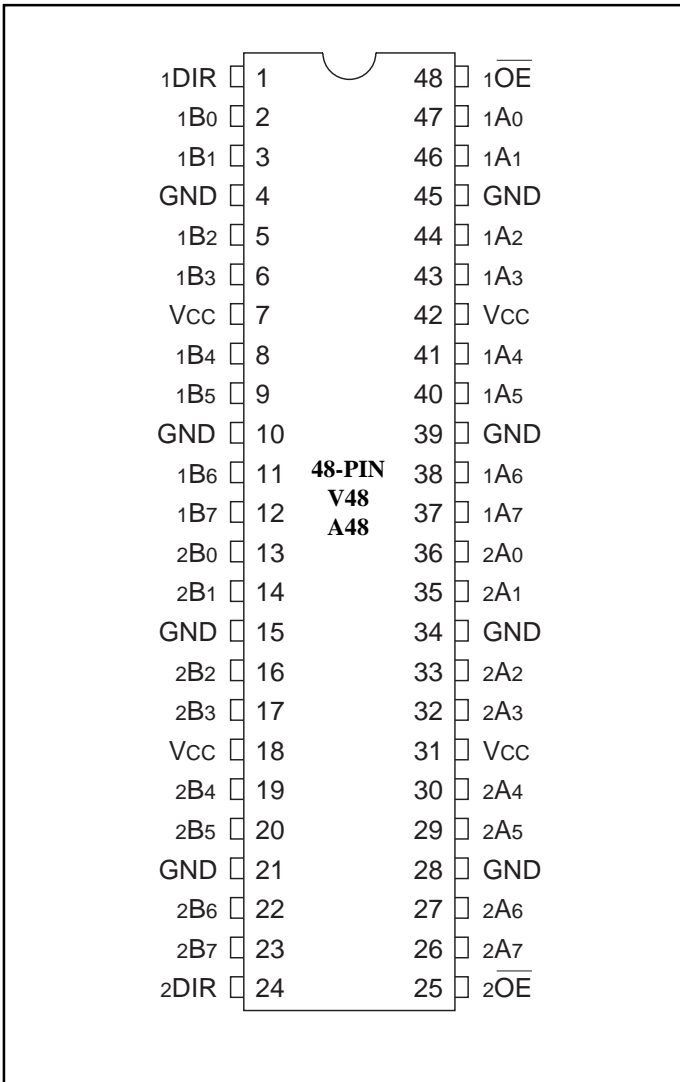 1DIR 1 48 1O̅E̅
1B0 2 47 1A0
1B1 3 46 1A1
GND 4 45 GND
1B2 5 44 1A2
1B3 6 43 1A3
VCC 7 42 VCC
1B4 8 41 1A4
1B5 9 40 1A5
GND 10 39 GND
1B6 11 48-PIN 38 1A6
V48
1B7 12 37 1A7
A48
2B0 13 36 2A0
2B1 14 35 2A1
GND 15 34 GND
2B2 16 33 2A2
2B3 17 32 2A3
VCC 18 31 VCC
2B4 19 30 2A4
2B5 20 29 2A5
GND 21 28 GND
2B6 22 27 2A6
2B7 23 26 2A7
2DIR 24 25 2O̅E̅